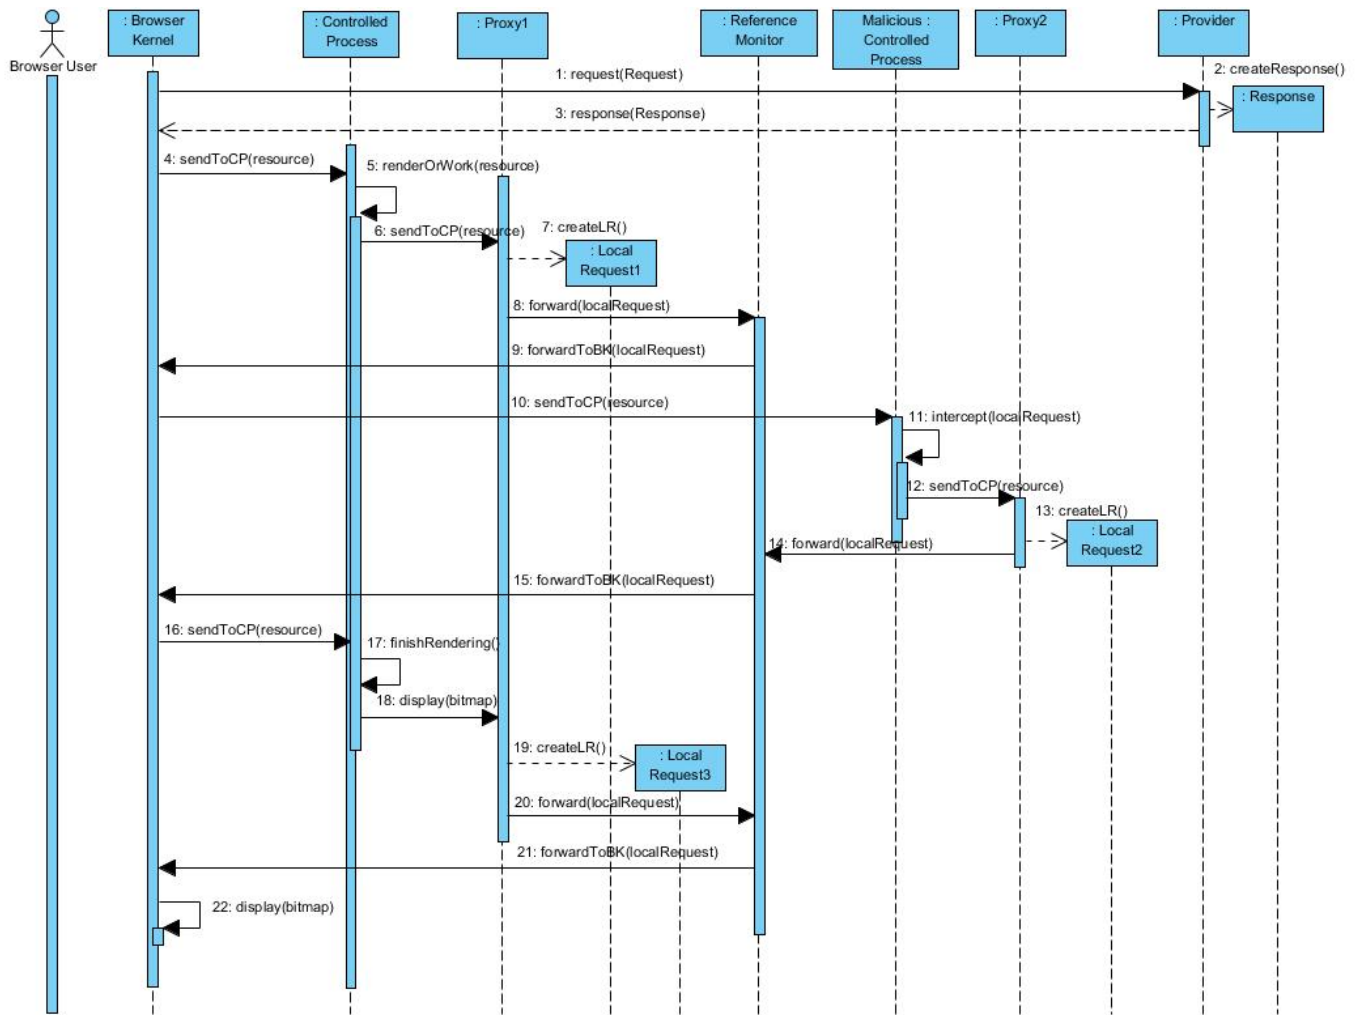 Browser User
: Browser
Kernel
: Controlled
Process
: Proxy1
: Reference
Monitor
Malicious :
Controlled
Process
: Proxy2
: Provider
1: request(Request)
2: createResponse()
: Response
3: response(Response)
4: sendToCP(resource)
5: renderOrWork(resource)
6: sendToCP(resource)
7: createLR()
: Local
Request1
8: forward(localRequest)
9: forwardToBK(localRequest)
10: sendToCP(resource)
11: intercept(localRequest)
12: sendToCP(resource)
13: createLR()
: Local
Request2
14: forward(localRequest)
15: forwardToBK(localRequest)
16: sendToCP(resource)
17: finishRendering()
18: display(bitmap)
19: createLR()
: Local
Request3
20: forward(localRequest)
21: forwardToBK(localRequest)
22: display(bitmap)